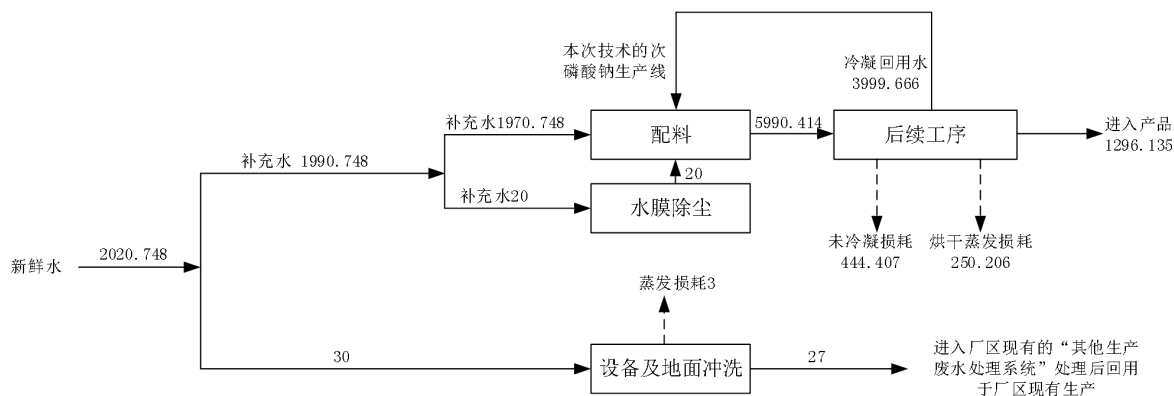 本次技术的次
磷酸钠生产线
冷凝回用水
3999.666
补充水1970.748
配料
5990.414
后续工序
进入产品
1296.135
补充水 1990.748
20
补充水20
水膜除尘
未冷凝损耗
444.407
烘干蒸发损耗
250.206
新鲜水
2020.748
蒸发损耗3
30
设备及地面冲洗
27
进入厂区现有的“其他生产
废水处理系统”处理后回用
于厂区现有生产